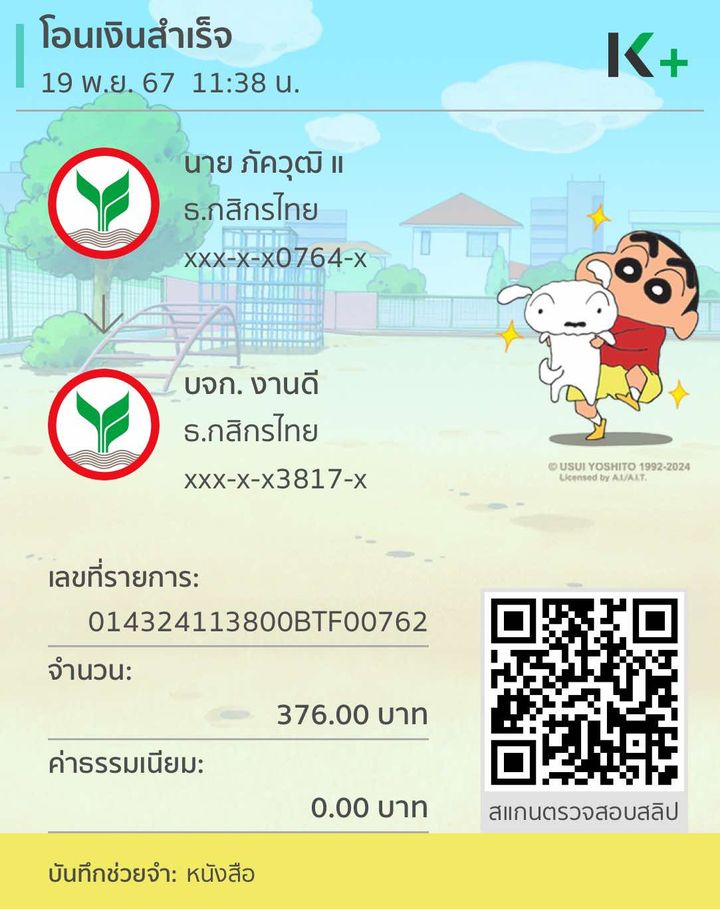 โอนเงินสำเร็จ
19 พ.ย. 67 11:38 น.
K+
นาย ภัควุฒิ แ
ธ.กสิกรไทย
xxx-x-x0764-x
บจก. งานดี
ธ.กสิกรไทย
xxx-x-x3817-x
© USUI YOSHITO 1992-2024
Licensed by A.I/A.I.T.
เลขที่รายการ:
014324113800BTF00762
จำนวน:
376.00 บาท
ค่าธรรมเนียม:
0.00 บาท
สแกนตรวจสอบสลิป
บันทึกช่วยจำ: หนังสือ